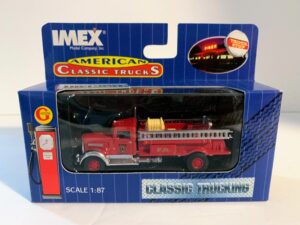 IMEX
Model Company, Inc.
AMERICAN
CLASSIC TRUCKS
G
SCALE 1:87
CLASSIC TRUCKING